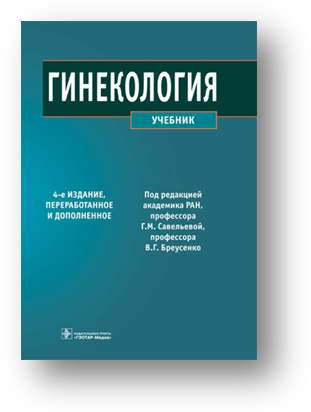 ГИНЕКОЛОГИЯ
УЧЕБНИК
4-е ИЗДАНИЕ,
ПЕРЕРАБОТАННОЕ
И ДОПОЛНЕННОЕ
Под редакцией
академика РАН,
профессора
Г.М. Савельевой,
профессора
В.Г. Бреусенко
ИЗДАТЕЛЬСКАЯ ГРУППА
«ГЭОТАР-Медиа»